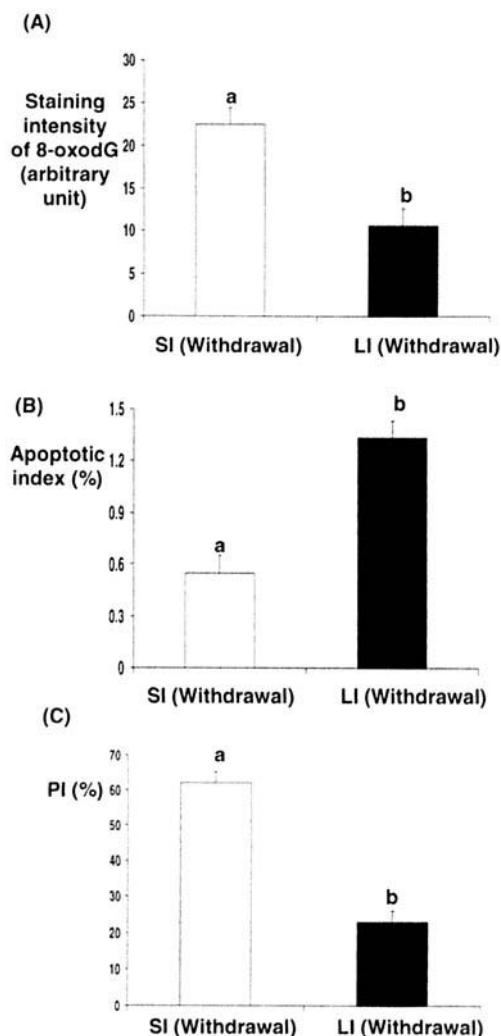 (A)
Staining
intensity
of 8-oxodG
(arbitrary
unit)
30
25
20
15
10
5
0
a
b
SI (Withdrawal) LI (Withdrawal)
(B)
Apoptotic
index (%)
1.5
1.2
0.9
0.6
0.3
0
a
b
SI (Withdrawal) LI (Withdrawal)
(C)
PI (%)
70
60
50
40
30
20
10
0
a
b
SI (Withdrawal) LI (Withdrawal)